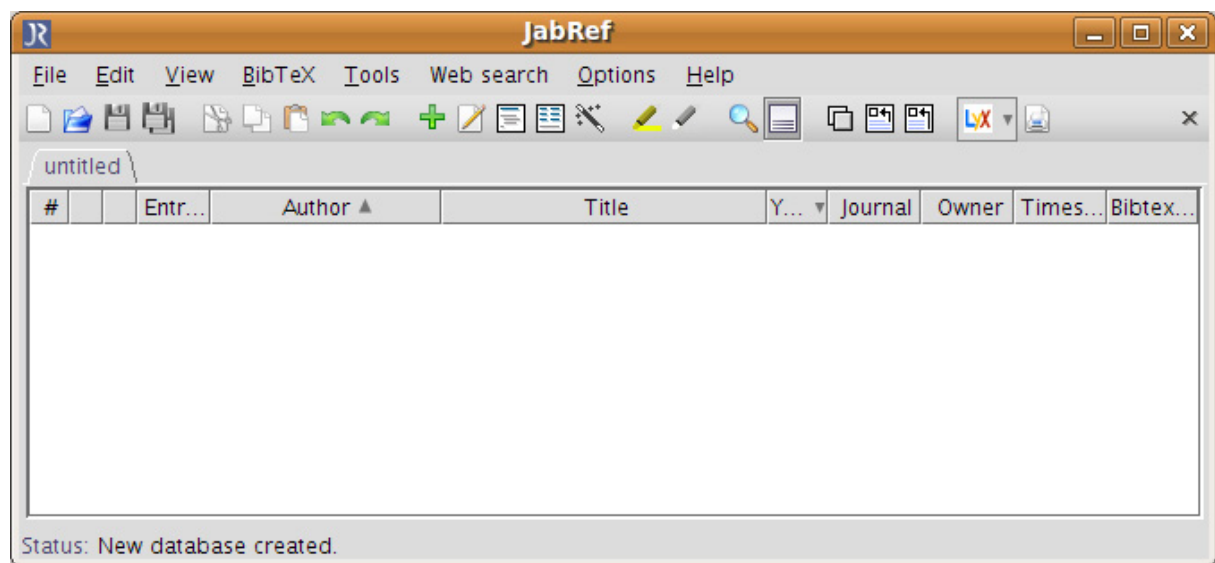 JabRef
File Edit View BibTeX Tools Web search Options Help
LyX
untitled
# Entr... Author Title Y... Journal Owner Times... Bibtex...
Status: New database created.